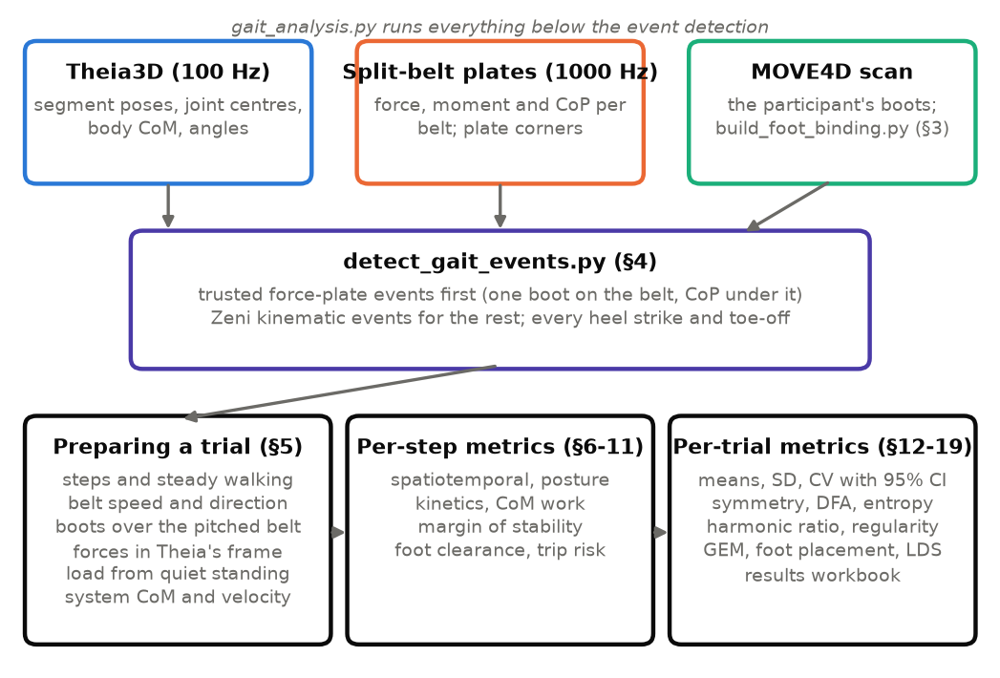 gait_analysis.py runs everything below the event detection
Theia3D (100 Hz)
segment poses, joint centres,
body CoM, angles
Split-belt plates (1000 Hz)
force, moment and CoP per
belt; plate corners
MOVE4D scan
the participant's boots;
build_foot_binding.py (§3)
detect_gait_events.py (§4)
trusted force-plate events first (one boot on the belt, CoP under it)
Zeni kinematic events for the rest; every heel strike and toe-off
Preparing a trial (§5)
steps and steady walking
belt speed and direction
boots over the pitched belt
forces in Theia's frame
load from quiet standing
system CoM and velocity
Per-step metrics (§6-11)
spatiotemporal, posture
kinetics, CoM work
margin of stability
foot clearance, trip risk
Per-trial metrics (§12-19)
means, SD, CV with 95% CI
symmetry, DFA, entropy
harmonic ratio, regularity
GEM, foot placement, LDS
results workbook